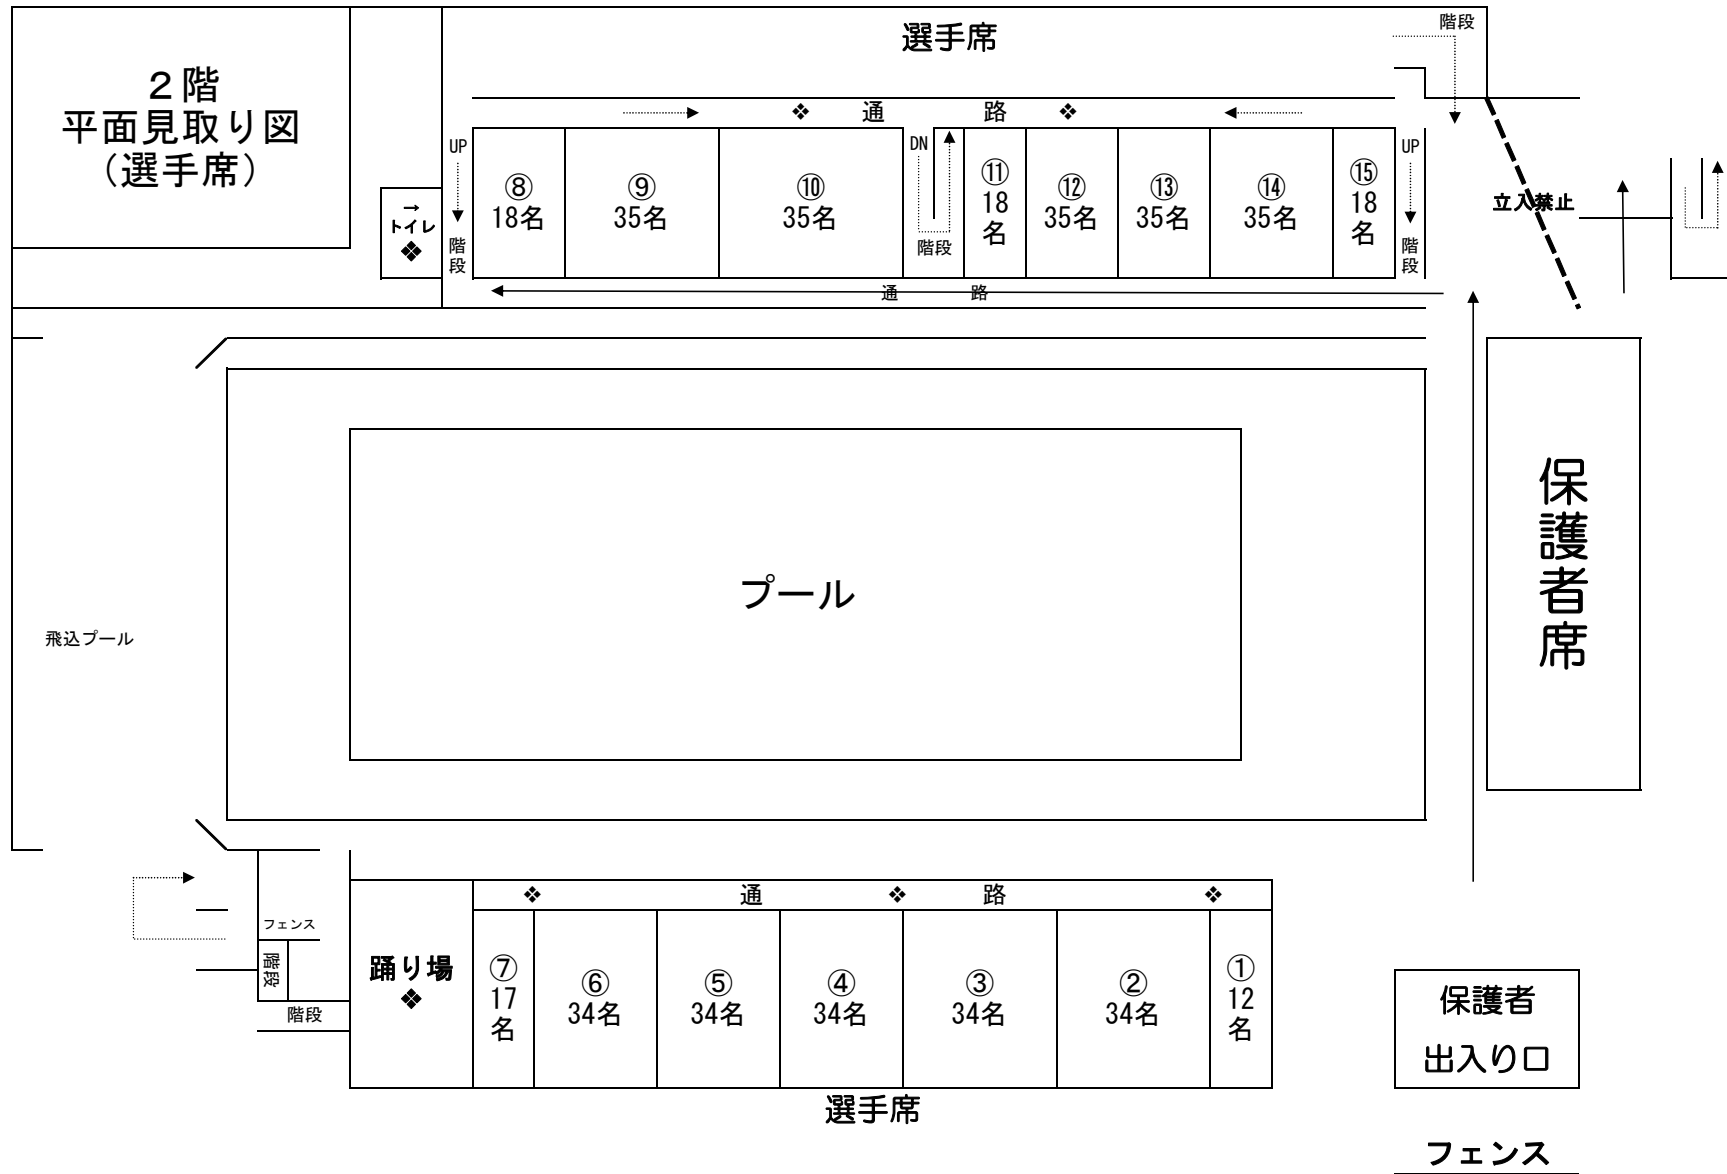 ２階
平面見取り図
（選手席）
選手席
階段
❖ 通 路 ❖
UP
階段
→
トイレ
❖
⑧
18名
⑨
35名
⑩
35名
DN
階段
⑪
18
名
⑫
35名
⑬
35名
⑭
35名
⑮
18
名
UP
階段
立入禁止
通 路
プール
飛込プール
保護者席
フェンス
階段
階段
踊り場
❖
❖ 通 ❖ 路 ❖
⑦
17
名
⑥
34名
⑤
34名
④
34名
③
34名
②
34名
①
12
名
選手席
保護者
出入り口
フェンス